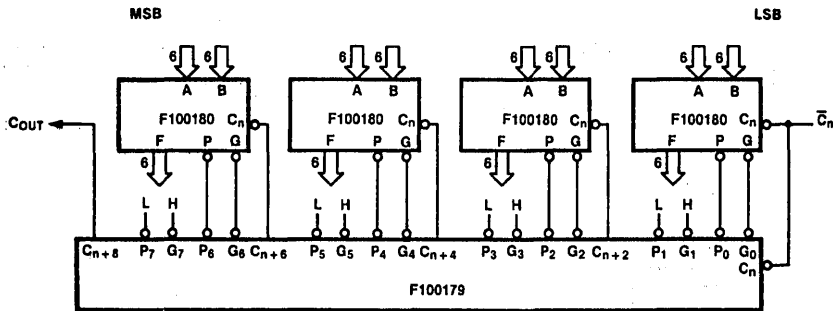 MSB LSB
6 6 6 6 6 6 6 6
A B A B A B A B
F100180 Cn F100180 Cn F100180 Cn F100180 Cn C̅n
COUT
F P G F P G F P G F P G
6 6 6 6
L H L H L H L H
Cn+8 P7 G7 P6 G6 Cn+6 P5 G5 P4 G4 Cn+4 P3 G3 P2 G2 Cn+2 P1 G1 P0 G0
Cn
F100179